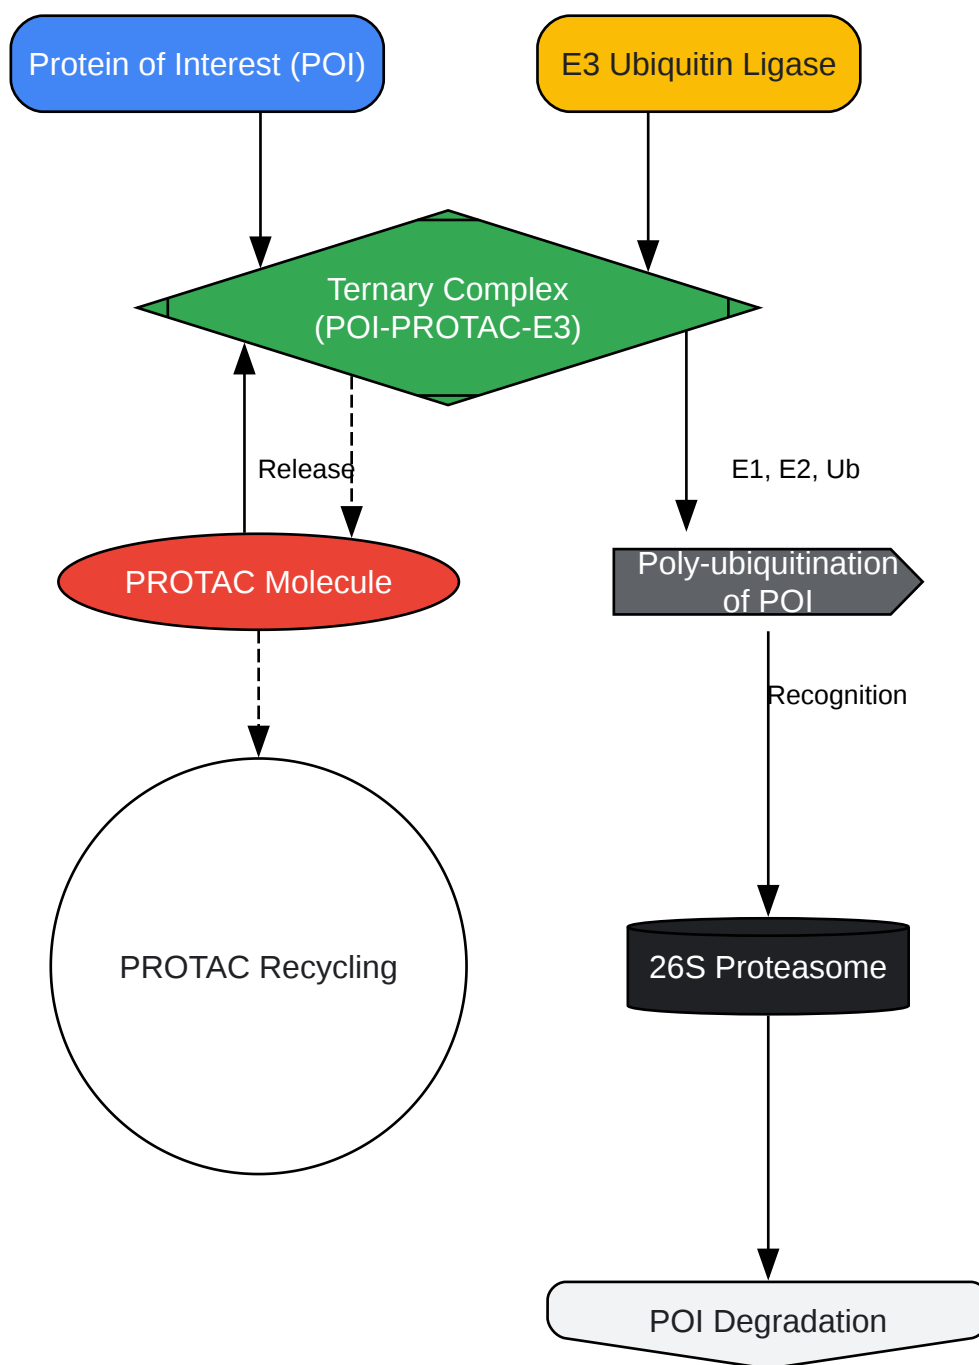 Protein of Interest (POI)
E3 Ubiquitin Ligase
Ternary Complex
(POI-PROTAC-E3)
Release
E1, E2, Ub
PROTAC Molecule
Poly-ubiquitination
of POI
Recognition
PROTAC Recycling
26S Proteasome
POI Degradation